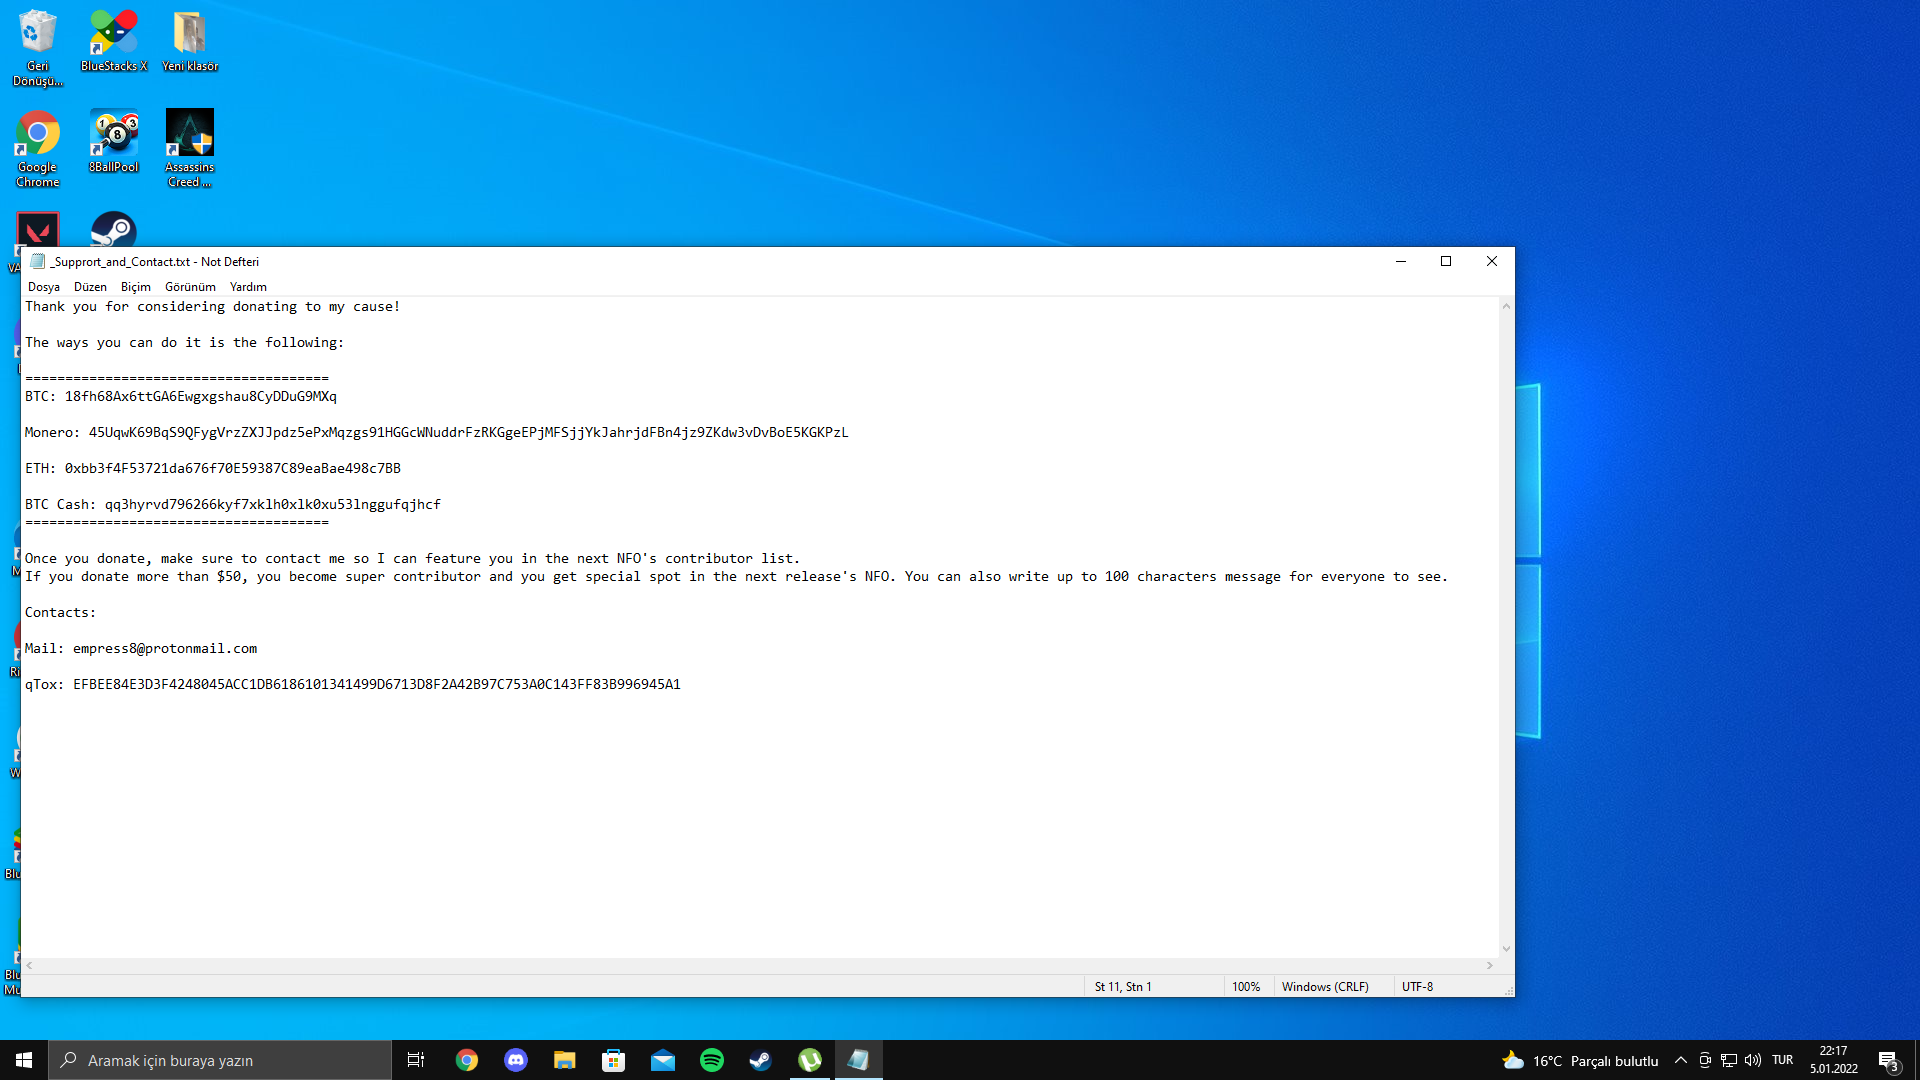 Geri
Dönüşü...
BlueStacks X
Yeni klasör
Google
Chrome
8BallPool
Assassins
Creed ...
_Supprort_and_Contact.txt - Not Defteri
Dosya Düzen Biçim Görünüm Yardım
Thank you for considering donating to my cause!
The ways you can do it is the following:
======================================
BTC: 18fh68Ax6ttGA6Ewgxgshau8CyDDuG9MXq
Monero: 45UqwK69BqS9QFygVrzZXJJpdz5ePxMqzgs91HGGcWNuddrFzRKGgeEPjMFSjjYkJahrjdFBn4jz9ZKdw3vDvBoE5KGKPzL
ETH: 0xbb3f4F53721da676f70E59387C89eaBae498c7BB
BTC Cash: qq3hyrvd796266kyf7xklh0xlk0xu53lnggufqjhcf
======================================
Once you donate, make sure to contact me so I can feature you in the next NFO's contributor list.
If you donate more than $50, you become super contributor and you get special spot in the next release's NFO. You can also write up to 100 characters message for everyone to see.
Contacts:
Mail: empress8@protonmail.com
qTox: EFBEE84E3D3F4248045ACC1DB6186101341499D6713D8F2A42B97C753A0C143FF83B996945A1
St 11, Stn 1 100% Windows (CRLF) UTF-8
Aramak için buraya yazın
16°C Parçalı bulutlu
TUR
22:17
5.01.2022
3